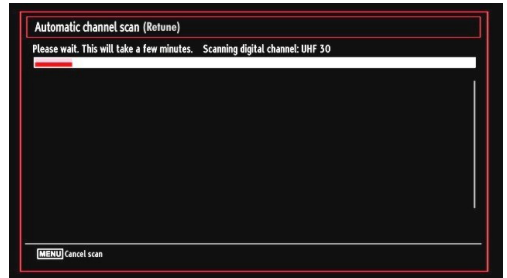 Automatic channel scan (Retune)
Please wait. This will take a few minutes. Scanning digital channel: UHF 30
MENU Cancel scan